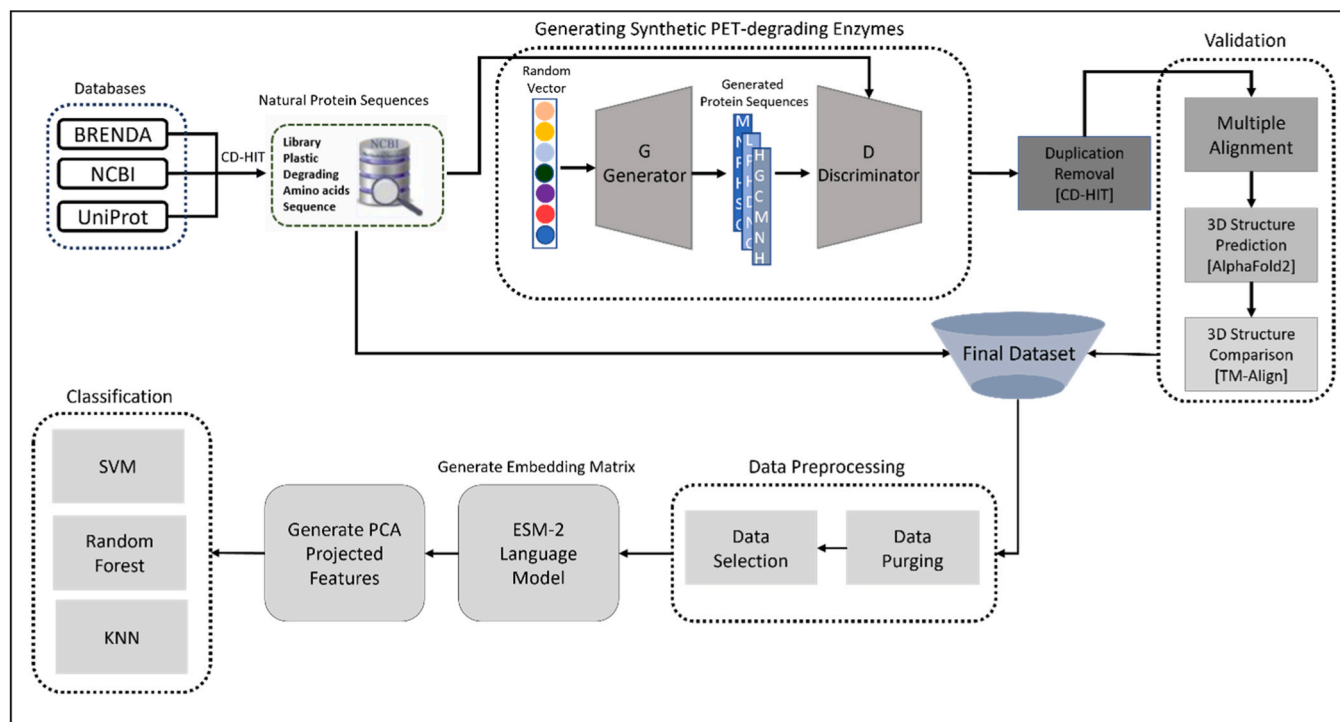 Generating Synthetic PET-degrading Enzymes
Validation
Databases
BRENDA
NCBI
UniProt
CD-HIT
Natural Protein Sequences
Library
Plastic
Degrading
Amino acids
Sequence
NCBI
Random
Vector
G
Generator
Generated
Protein Sequences
M
N
P
H
S
C
L
P
H
D
N
C
H
G
C
M
N
H
D
Discriminator
Duplication
Removal
[CD-HIT]
Multiple
Alignment
3D Structure
Prediction
[AlphaFold2]
3D Structure
Comparison
[TM-Align]
Final Dataset
Classification
SVM
Random
Forest
KNN
Generate PCA
Projected
Features
Generate Embedding Matrix
ESM-2
Language
Model
Data Preprocessing
Data
Selection
Data
Purging